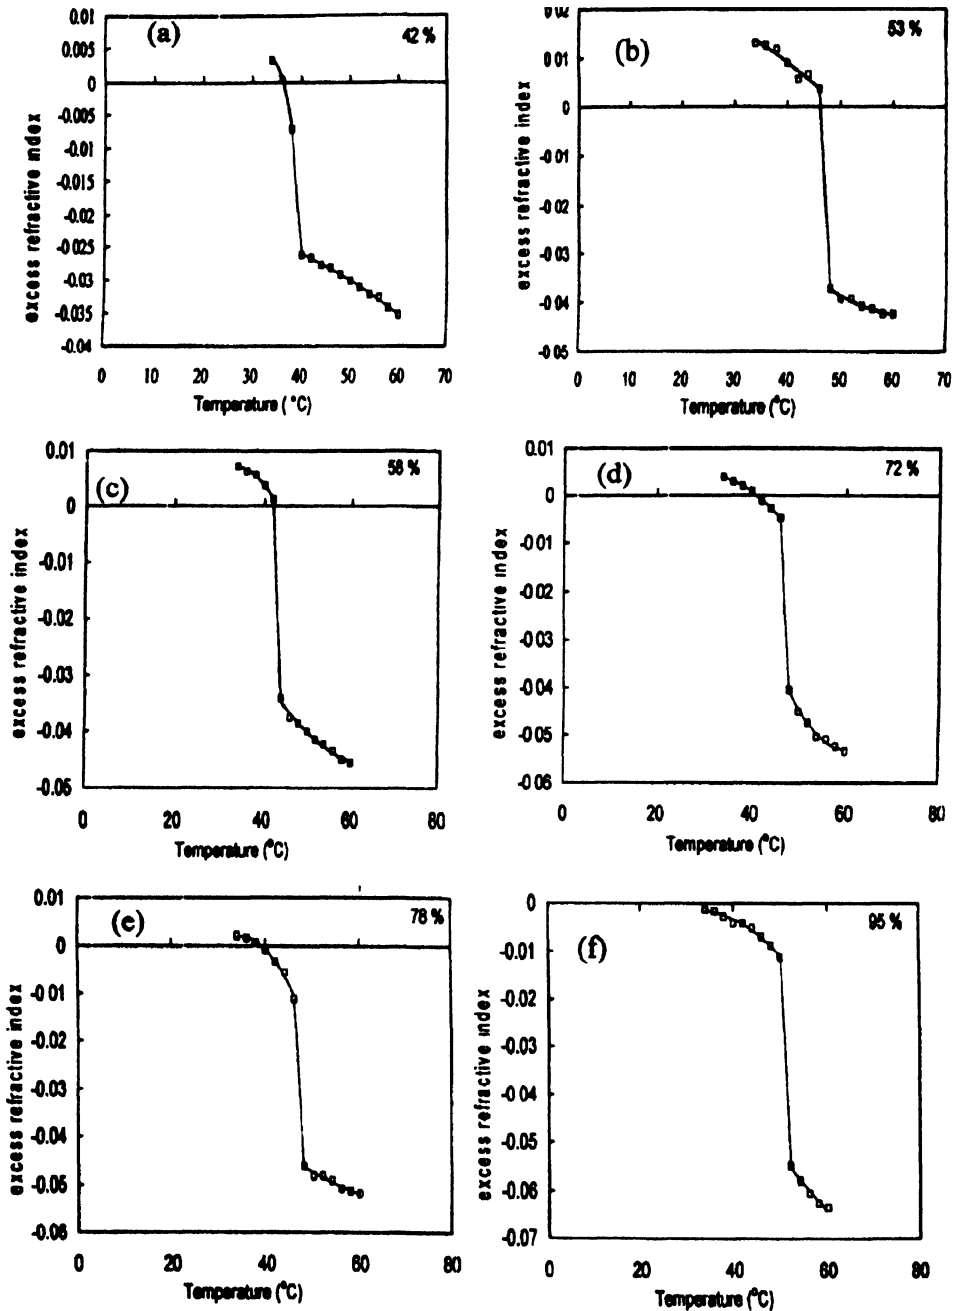 (a)
42 %
0.01
0.005
0
-0.005
-0.01
-0.015
-0.02
-0.025
-0.03
-0.035
-0.04
excess refractive index
0 10 20 30 40 50 60 70
Temperature ( °C)
(b)
53 %
0 02
0 01
0
-0 01
-0 02
-0 03
-0 04
-0 05
excess refractive index
0 10 20 30 40 50 60 70
Temperature (°C)
(c)
58 %
0.01
0
-0.01
-0.02
-0.03
-0.04
-0.05
excess refractive index
0 20 40 60 80
Temperature (°C)
(d)
72 %
0.01
0
-0 01
-0 02
-0 03
-0 04
-0 05
-0 06
excess refractive index
0 20 40 60 80
Temperature (°C)
(e)
78 %
0.01
0
-0 01
-0.02
-0.03
-0.04
-0.05
-0.06
excess refractive index
0 20 40 60 80
Temperature (°C)
(f)
95 %
0
-0.01
-0.02
-0.03
-0.04
-0.05
-0.06
-0.07
excess refractive index
0 20 40 60 80
Temperature (°C)